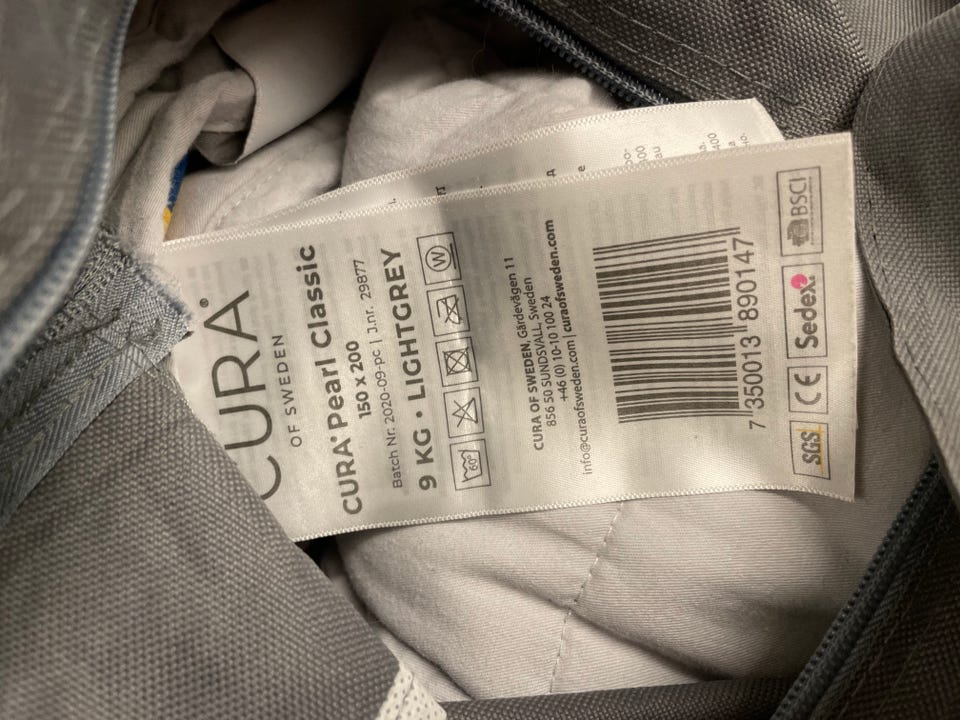 CURA®
OF SWEDEN
CURA® Pearl Classic
150 x 200
Batch Nr. 2020-09-pc | J.nr. 29877
9 KG • LIGHTGREY
60°
W
CURA OF SWEDEN, Gärdevägen 11
856 50 SUNDSVALL, Sweden
+46 (0) 10-10 100 24
info@curaofsweden.com | curaofsweden.com
7 350013 890147
SGS CE Sedex BSCI